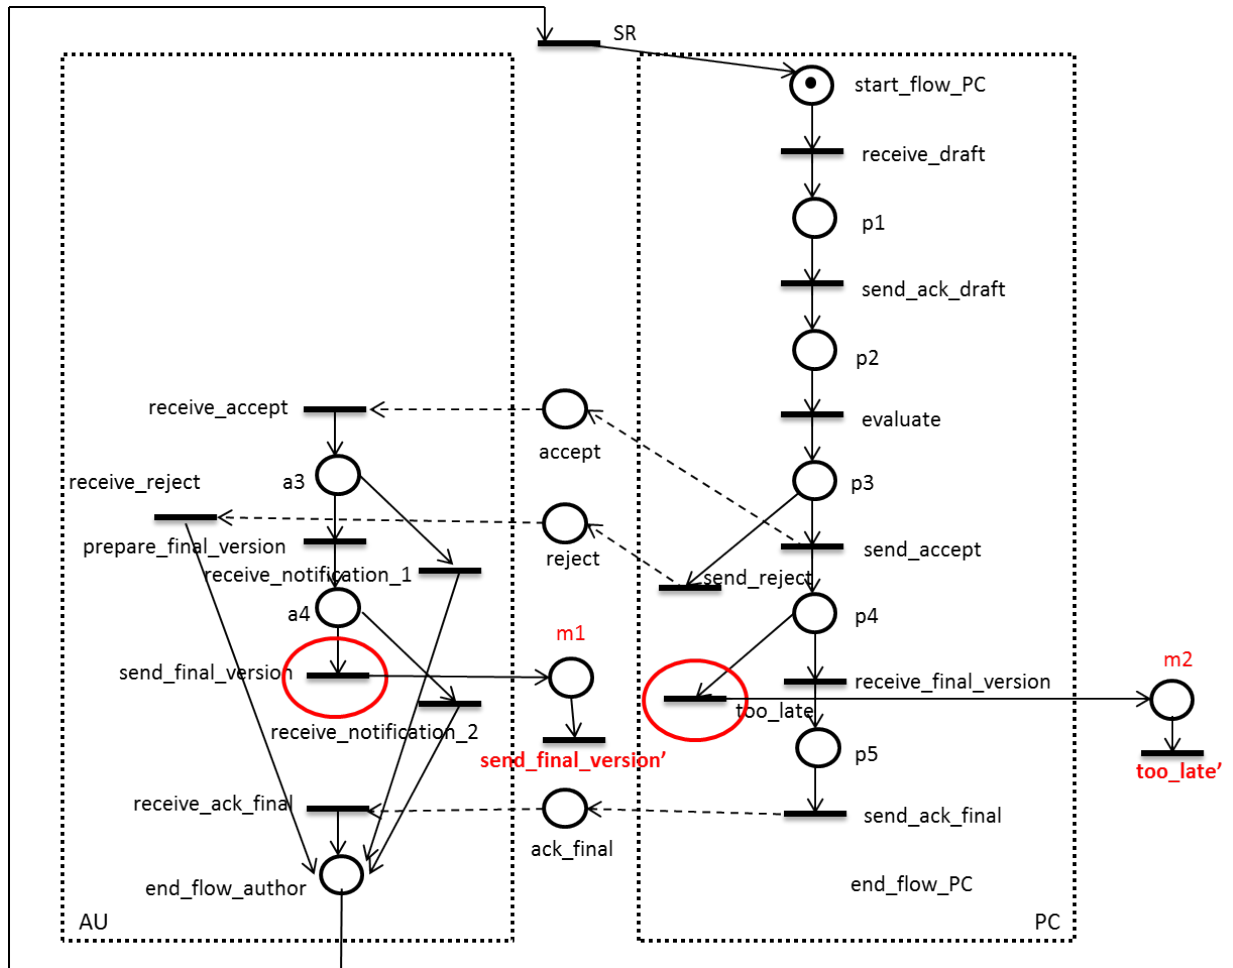 SR
start_flow_PC
receive_draft
p1
send_ack_draft
p2
receive_accept
evaluate
accept
a3
receive_reject
p3
prepare_final_version
reject
send_accept
receive_notification_1
send_reject
a4
p4
m1
m2
send_final_version
receive_final_version
too_late
receive_notification_2
p5
send_final_version’
too_late’
receive_ack_final
send_ack_final
ack_final
end_flow_author
end_flow_PC
AU
PC